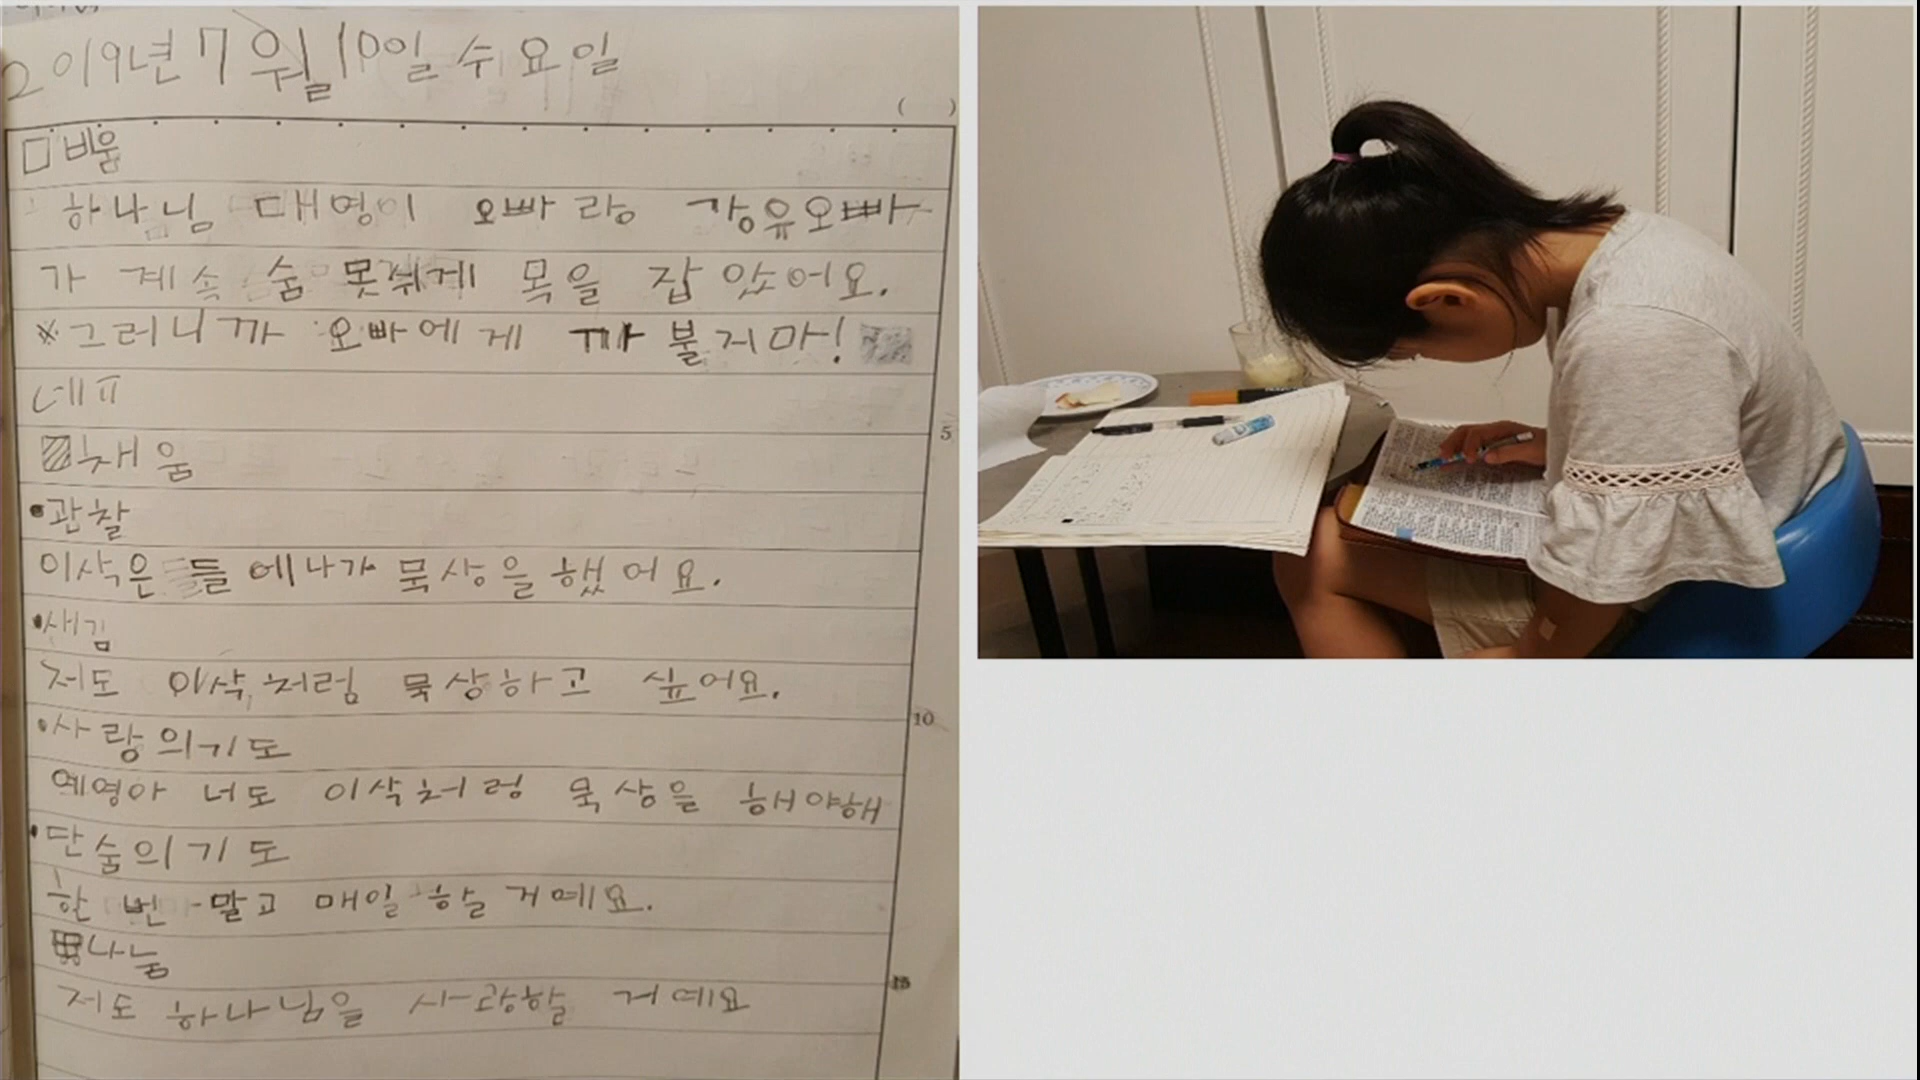 2019년 7월 10일 수요일
( )
□비움
하나님 대영이 오빠랑 강유오빠
가 계속 숨 못쉬게 목을 잡았어요.
※그러니까 오빠에게 까불지마!
네ㅍ
▨채움
•관찰
이삭은 들에나가 묵상을 했어요.
5
•새김
저도 이삭처럼 묵상하고 싶어요.
•사랑의기도
10
예영아 너도 이삭처럼 묵상을 해야해
•단숨의기도
한 번 말고 매일 할 거예요.
田나눔
저도 하나님을 사랑할 거예요
15